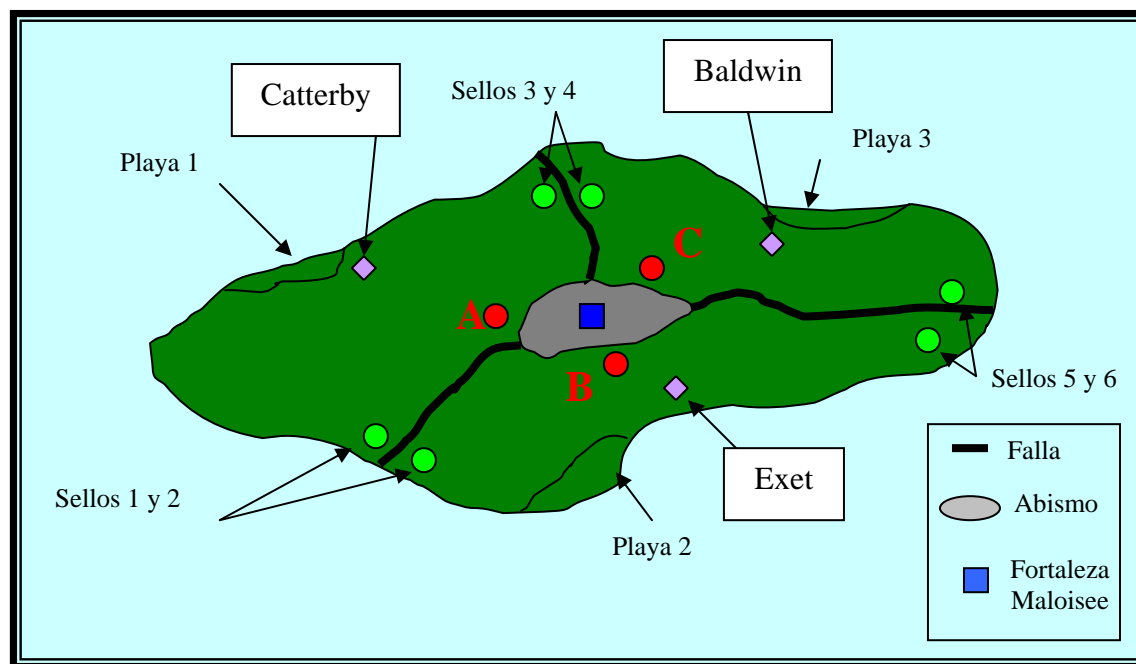 Baldwin
Catterby
Sellos 3 y 4
Playa 3
Playa 1
C
A
B
Sellos 5 y 6
Exet
Sellos 1 y 2
Playa 2
Falla
Abismo
Fortaleza
Maloisee